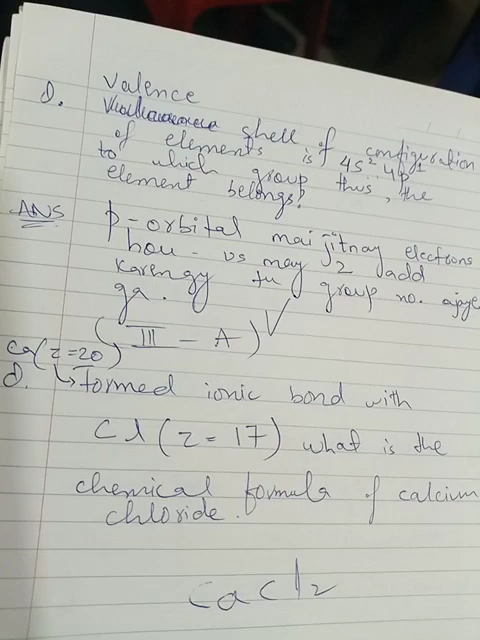 Valence
Q. shell of configuration
of elements is 4s² 4p¹
to which group thus, the
element belongs?
ANS p-orbital mai jitnay electrons
hou - us may 2 add
karengy tu group no. ajye
ga.
(III - A) ✓
Ca(z=20)
Q. ↳ formed ionic bond with
Cl (z = 17) what is the
chemical formula of calcium
chloride.
CaCl2